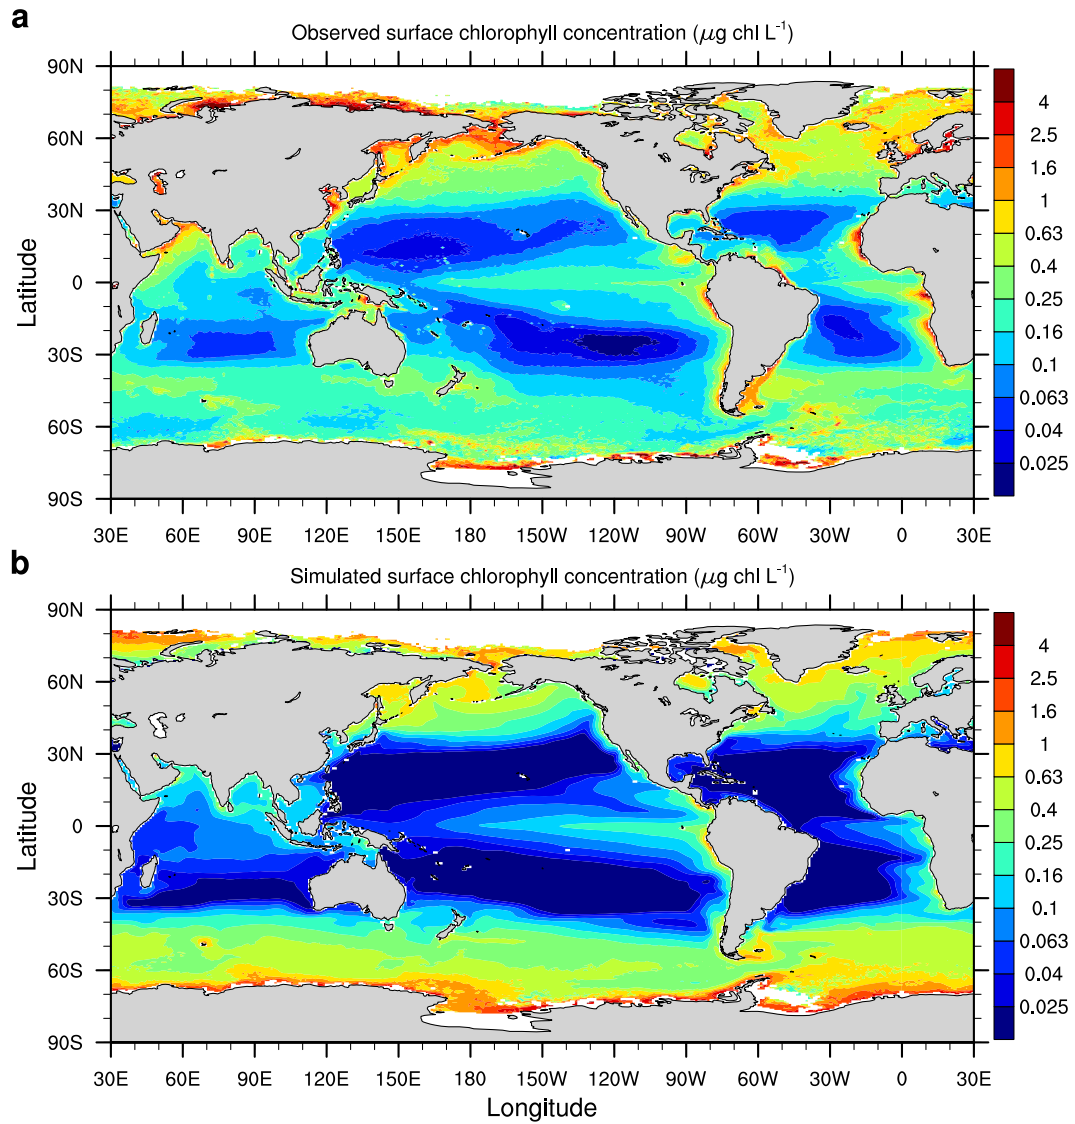 a
Observed surface chlorophyll concentration (μg chl L⁻¹)
90N
60N
30N
0
30S
60S
90S
Latitude
30E 60E 90E 120E 150E 180 150W 120W 90W 60W 30W 0 30E
4
2.5
1.6
1
0.63
0.4
0.25
0.16
0.1
0.063
0.04
0.025
b
Simulated surface chlorophyll concentration (μg chl L⁻¹)
90N
60N
30N
0
30S
60S
90S
Latitude
30E 60E 90E 120E 150E 180 150W 120W 90W 60W 30W 0 30E
Longitude
4
2.5
1.6
1
0.63
0.4
0.25
0.16
0.1
0.063
0.04
0.025